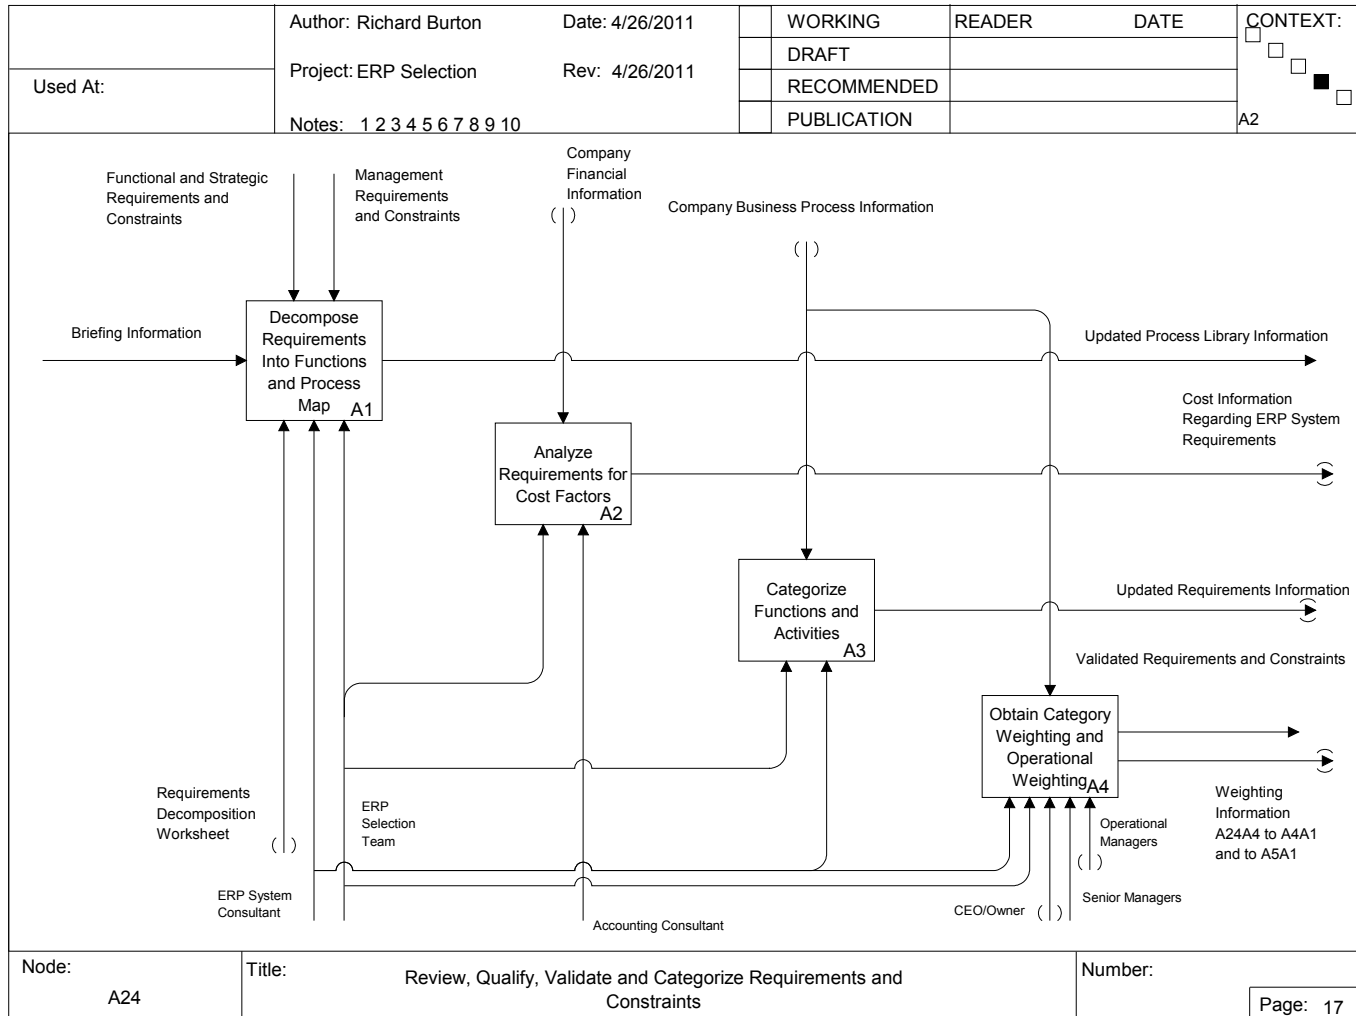 Used At:
Author: Richard Burton
Date: 4/26/2011
Project: ERP Selection
Rev: 4/26/2011
Notes: 1 2 3 4 5 6 7 8 9 10
WORKING
DRAFT
RECOMMENDED
PUBLICATION
READER DATE
CONTEXT:
A2
Functional and Strategic
Requirements and
Constraints
Management
Requirements
and Constraints
Company
Financial
Information
Company Business Process Information
Briefing Information
Decompose
Requirements
Into Functions
and Process
Map A1
Updated Process Library Information
Cost Information
Regarding ERP System
Requirements
Analyze
Requirements for
Cost Factors
A2
Categorize
Functions and
Activities
A3
Updated Requirements Information
Validated Requirements and Constraints
Obtain Category
Weighting and
Operational
Weighting A4
Weighting
Information
A24A4 to A4A1
and to A5A1
Requirements
Decomposition
Worksheet
ERP
Selection
Team
Operational
Managers
ERP System
Consultant
Accounting Consultant
CEO/Owner
Senior Managers
Node:
A24
Title:
Review, Qualify, Validate and Categorize Requirements and
Constraints
Number:
Page: 17